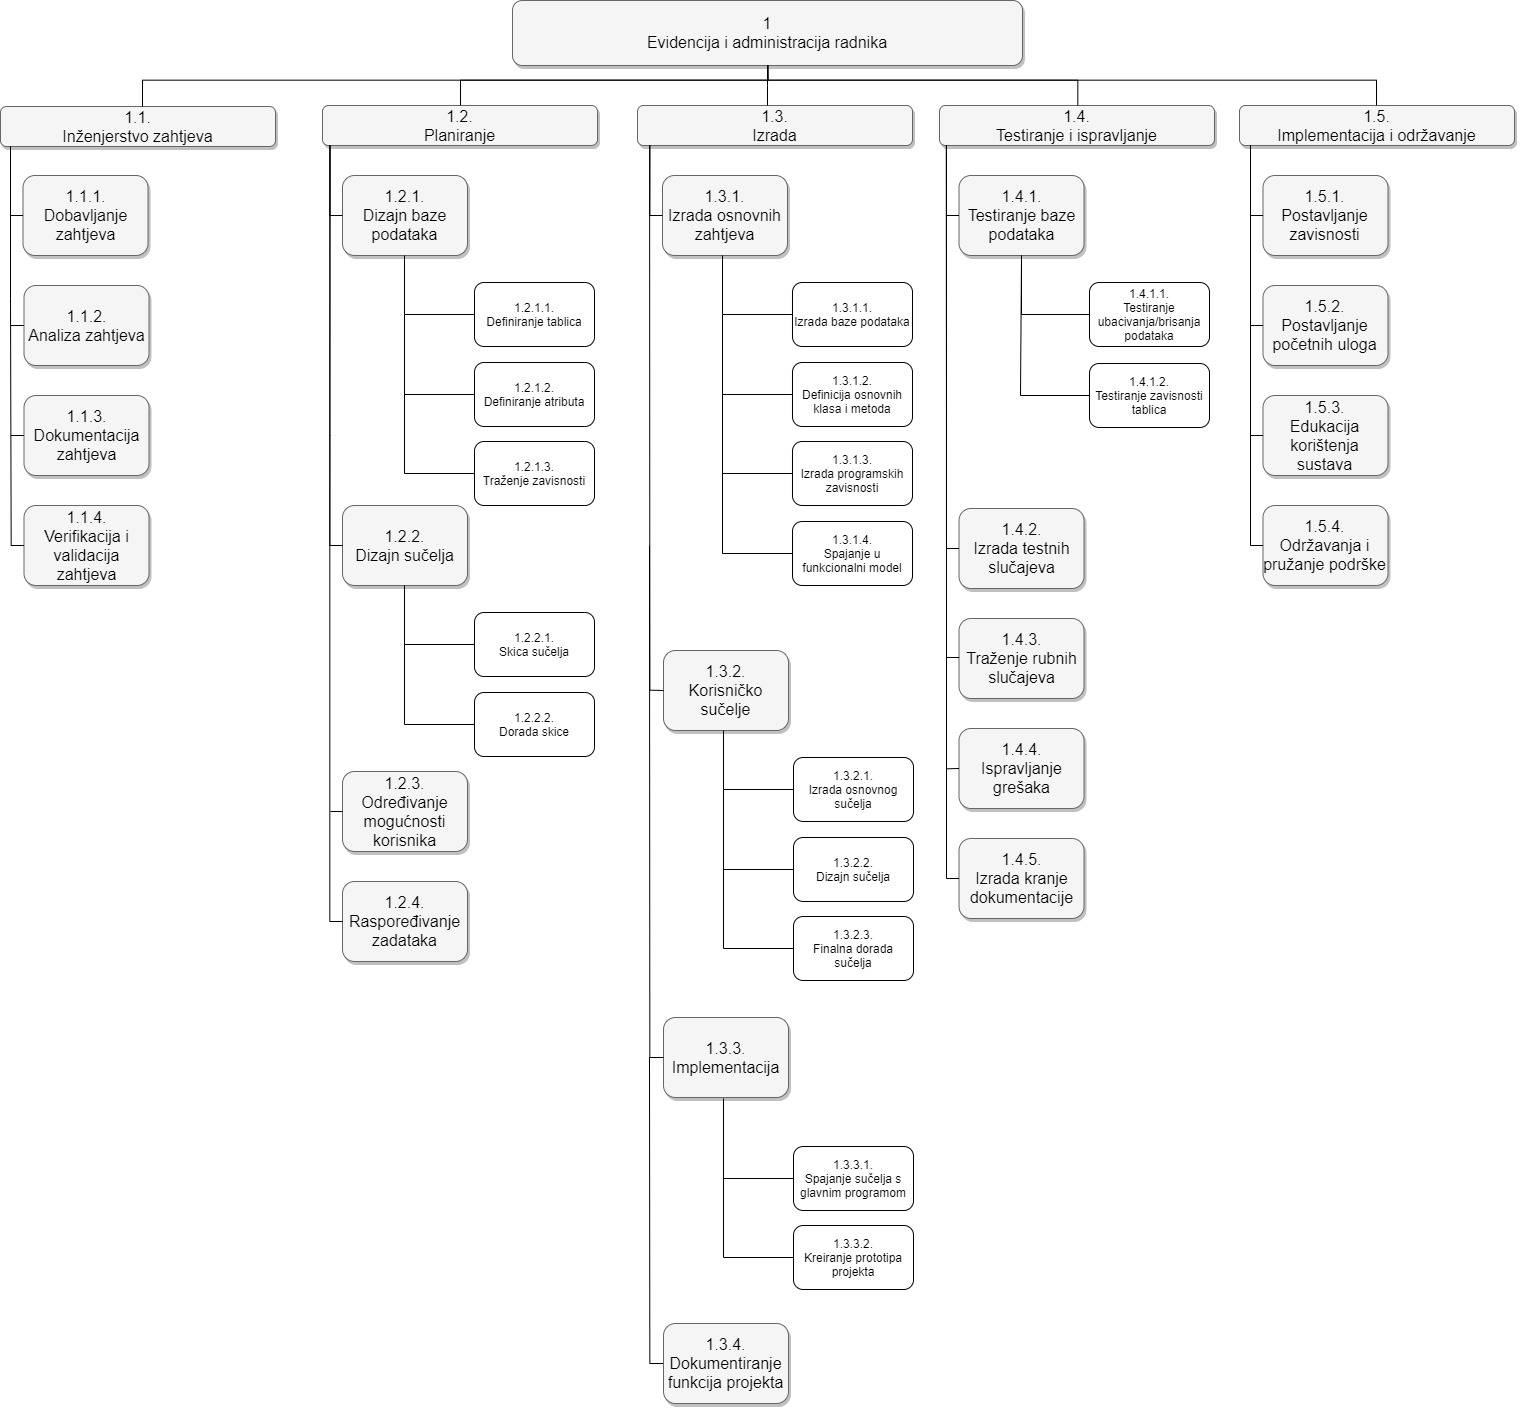 1
Evidencija i administracija radnika
1.1.
Inženjerstvo zahtjeva
1.1.1.
Dobavljanje
zahtjeva
1.1.2.
Analiza zahtjeva
1.1.3.
Dokumentacija
zahtjeva
1.1.4.
Verifikacija i
validacija
zahtjeva
1.2.
Planiranje
1.2.1.
Dizajn baze
podataka
1.2.1.1.
Definiranje tablica
1.2.1.2.
Definiranje atributa
1.2.1.3.
Traženje zavisnosti
1.2.2.
Dizajn sučelja
1.2.2.1.
Skica sučelja
1.2.2.2.
Dorada skice
1.2.3.
Određivanje
mogućnosti
korisnika
1.2.4.
Raspoređivanje
zadataka
1.3.
Izrada
1.3.1.
Izrada osnovnih
zahtjeva
1.3.1.1.
Izrada baze podataka
1.3.1.2.
Definicija osnovnih
klasa i metoda
1.3.1.3.
Izrada programskih
zavisnosti
1.3.1.4.
Spajanje u
funkcionalni model
1.3.2.
Korisničko
sučelje
1.3.2.1.
Izrada osnovnog
sučelja
1.3.2.2.
Dizajn sučelja
1.3.2.3.
Finalna dorada
sučelja
1.3.3.
Implementacija
1.3.3.1.
Spajanje sučelja s
glavnim programom
1.3.3.2.
Kreiranje prototipa
projekta
1.3.4.
Dokumentiranje
funkcija projekta
1.4.
Testiranje i ispravljanje
1.4.1.
Testiranje baze
podataka
1.4.1.1.
Testiranje
ubacivanja/brisanja
podataka
1.4.1.2.
Testiranje zavisnosti
tablica
1.4.2.
Izrada testnih
slučajeva
1.4.3.
Traženje rubnih
slučajeva
1.4.4.
Ispravljanje
grešaka
1.4.5.
Izrada kranje
dokumentacije
1.5.
Implementacija i održavanje
1.5.1.
Postavljanje
zavisnosti
1.5.2.
Postavljanje
početnih uloga
1.5.3.
Edukacija
korištenja
sustava
1.5.4.
Održavanja i
pružanje podrške